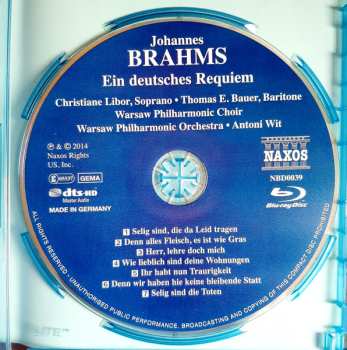 Johannes
BRAHMS
Ein deutsches Requiem
Christiane Libor, Soprano • Thomas E. Bauer, Baritone
Warsaw Philharmonic Choir
Warsaw Philharmonic Orchestra • Antoni Wit
℗ & © 2014
Naxos Rights
US, Inc.
GEMA
dts-HD
Master Audio
MADE IN GERMANY
NAXOS
NBD0039
Blu-ray Disc
1 Selig sind, die da Leid tragen
2 Denn alles Fleisch, es ist wie Gras
3 Herr, lehre doch mich
4 Wie lieblich sind deine Wohnungen
5 Ihr habt nun Traurigkeit
6 Denn wir haben hie keine bleibende Statt
7 Selig sind die Toten
ALL RIGHTS RESERVED. UNAUTHORISED PUBLIC PERFORMANCE, BROADCASTING AND COPYING OF THIS COMPACT DISC PROHIBITED